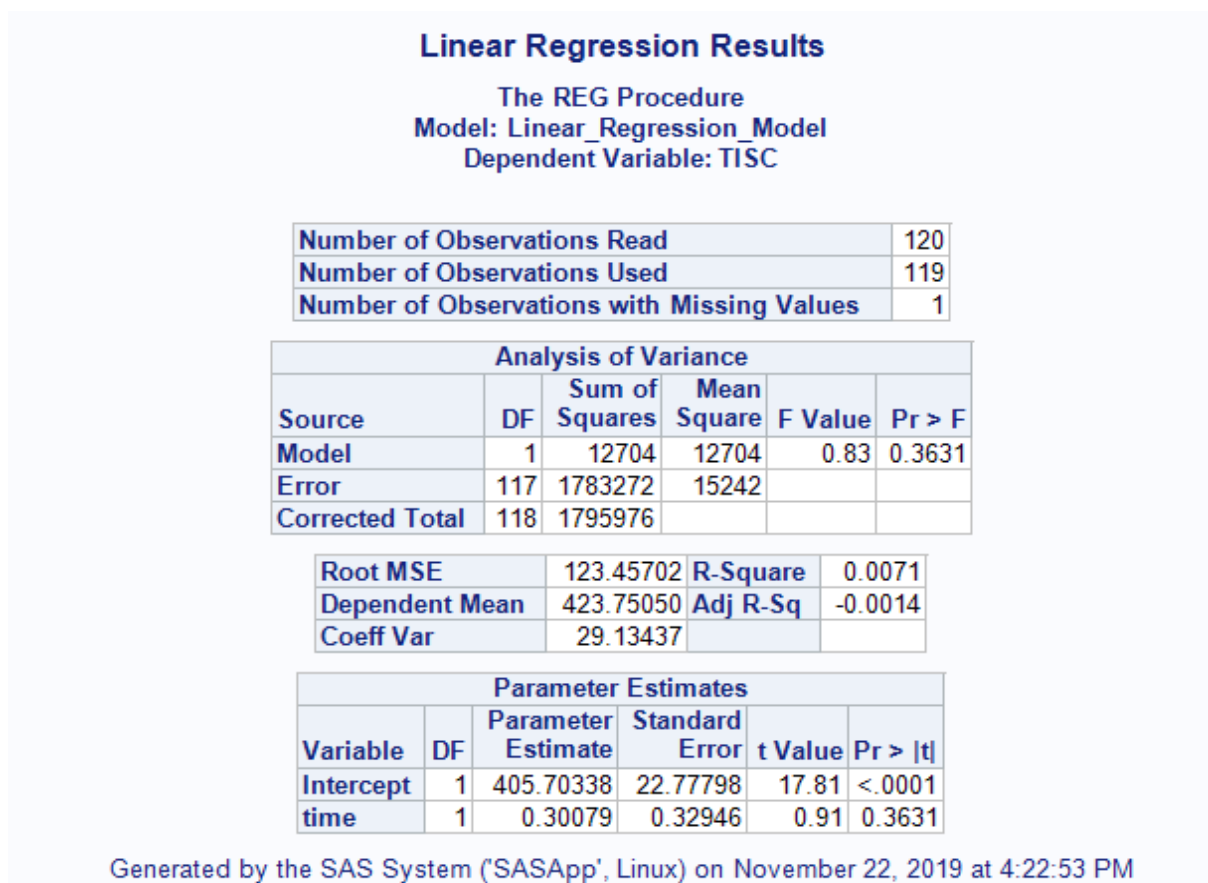 Linear Regression Results
The REG Procedure
Model: Linear_Regression_Model
Dependent Variable: TISC
Number of Observations Read 120
Number of Observations Used 119
Number of Observations with Missing Values 1
Analysis of Variance
Source DF Sum of Squares Mean Square F Value Pr > F
Model 1 12704 12704 0.83 0.3631
Error 117 1783272 15242
Corrected Total 118 1795976
Root MSE 123.45702 R-Square 0.0071
Dependent Mean 423.75050 Adj R-Sq -0.0014
Coeff Var 29.13437
Parameter Estimates
Variable DF Parameter Estimate Standard Error t Value Pr > |t|
Intercept 1 405.70338 22.77798 17.81 <.0001
time 1 0.30079 0.32946 0.91 0.3631
Generated by the SAS System ('SASApp', Linux) on November 22, 2019 at 4:22:53 PM